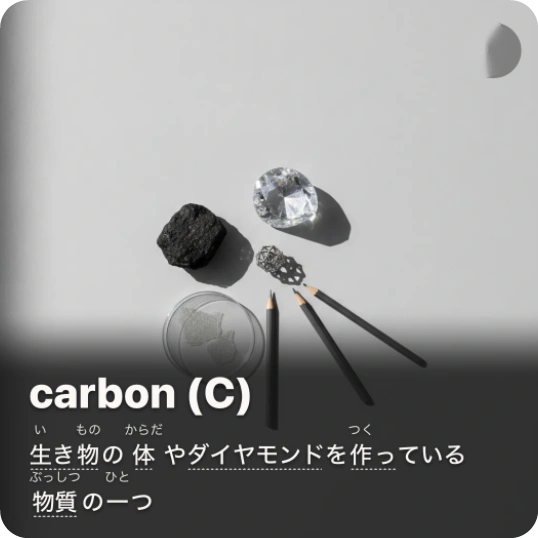 carbon (C)
い もの からだ つく
生き物の体やダイヤモンドを作っている
ぶっしつ ひと
物質の一つ